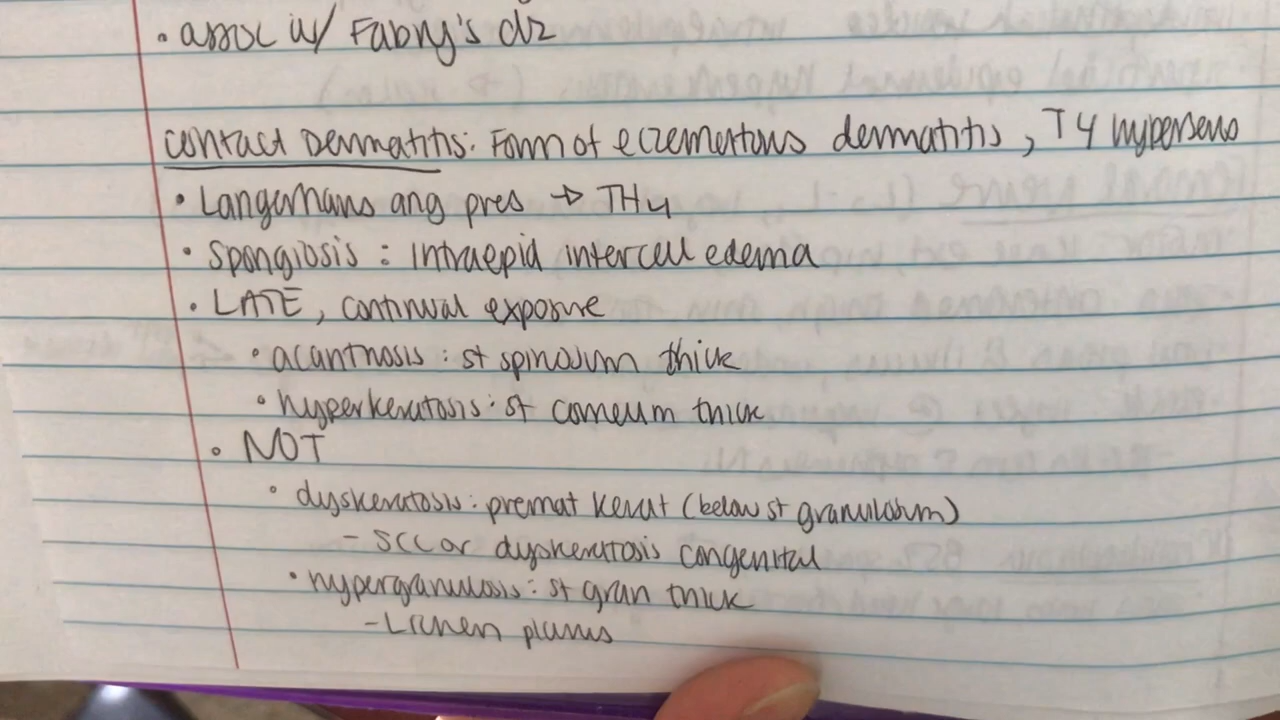 • assoc w/ Fabry's dz
Contact Dermatitis: Form of eczematous dermatitis, T4 hypersens
• Langerhans ang pres → TH4
• Spongiosis: intraepid intercell edema
• LATE, continual exposure
• acanthosis: st spinosum thick
• hyperkeratosis: st corneum thick
• NOT
• dyskeratosis: premat kerat (below st granulosum)
- SCC or dyskeratosis congenital
• hypergranulosis: st gran thick
- Lichen planus